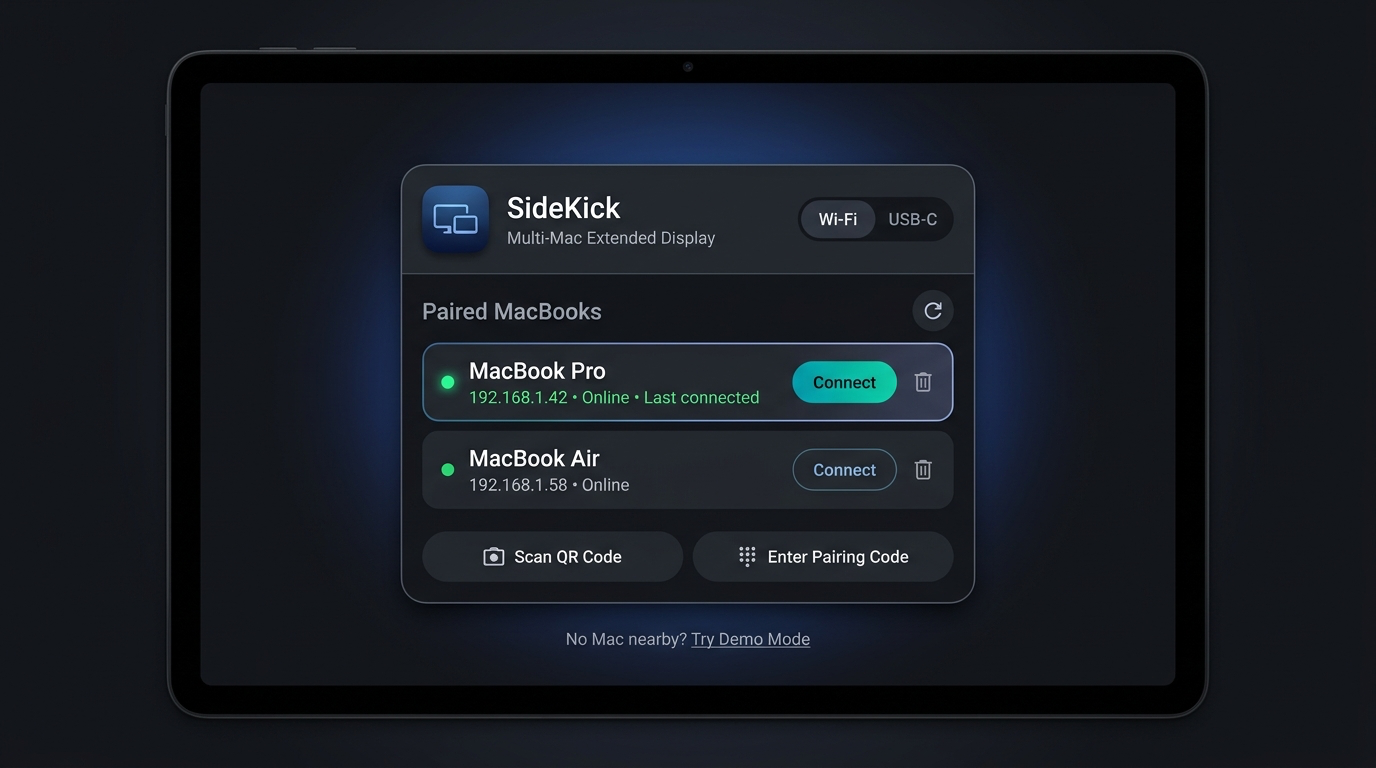 SideKick
Multi-Mac Extended Display
Wi-Fi
USB-C
Paired MacBooks
MacBook Pro
192.168.1.42 • Online • Last connected
Connect
MacBook Air
192.168.1.58 • Online
Connect
Scan QR Code
Enter Pairing Code
No Mac nearby? Try Demo Mode